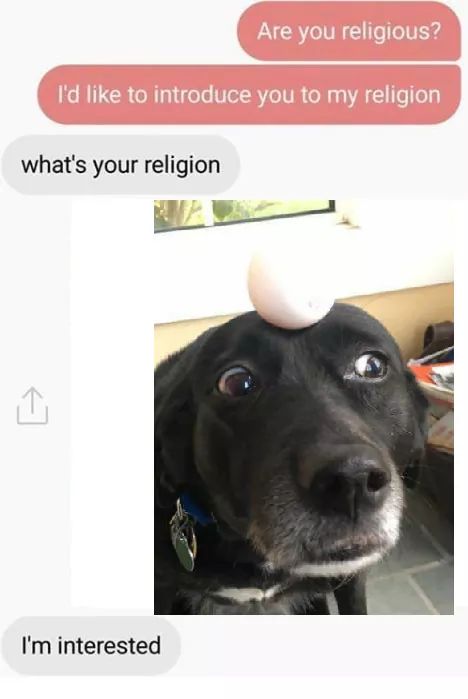 Are you religious?
I'd like to introduce you to my religion
what's your religion
I'm interested